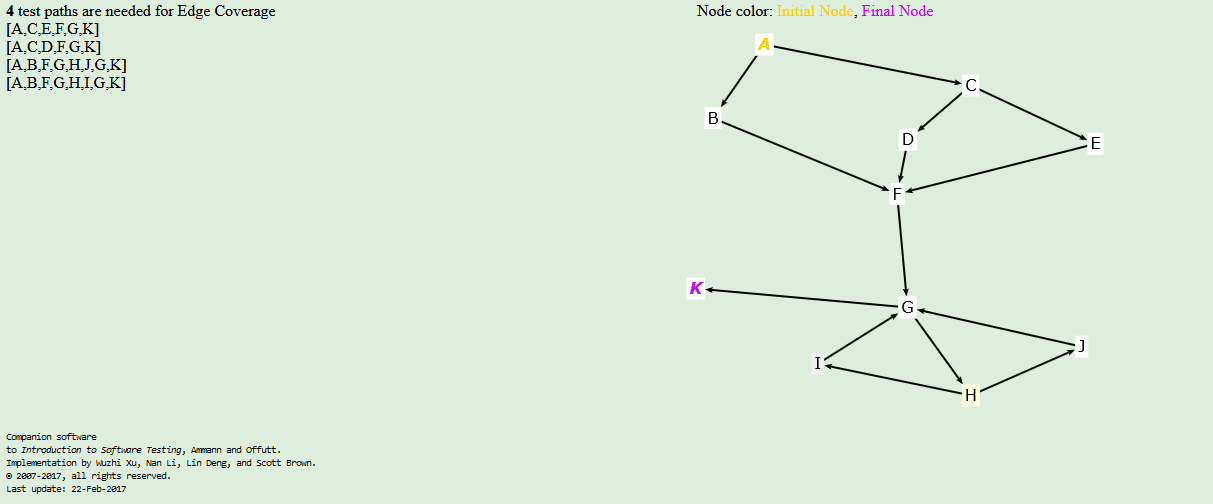 4 test paths are needed for Edge Coverage
[A,C,E,F,G,K]
[A,C,D,F,G,K]
[A,B,F,G,H,J,G,K]
[A,B,F,G,H,I,G,K]
Node color: Initial Node, Final Node
A
C
B
D
E
F
K
G
I
J
H
Companion software
to Introduction to Software Testing, Ammann and Offutt.
Implementation by Wuzhi Xu, Nan Li, Lin Deng, and Scott Brown.
© 2007-2017, all rights reserved.
Last update: 22-Feb-2017